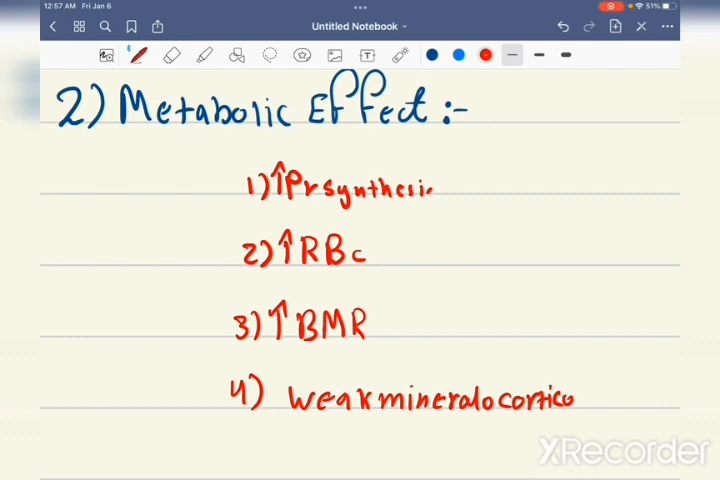 12:57 AM Fri Jan 6
51%
Untitled Notebook
2) Metabolic Effect :-
1) ↑Pr synthesi
2) ↑RBc
3) ↑BMR
4) weak mineralocortico
XRecorder